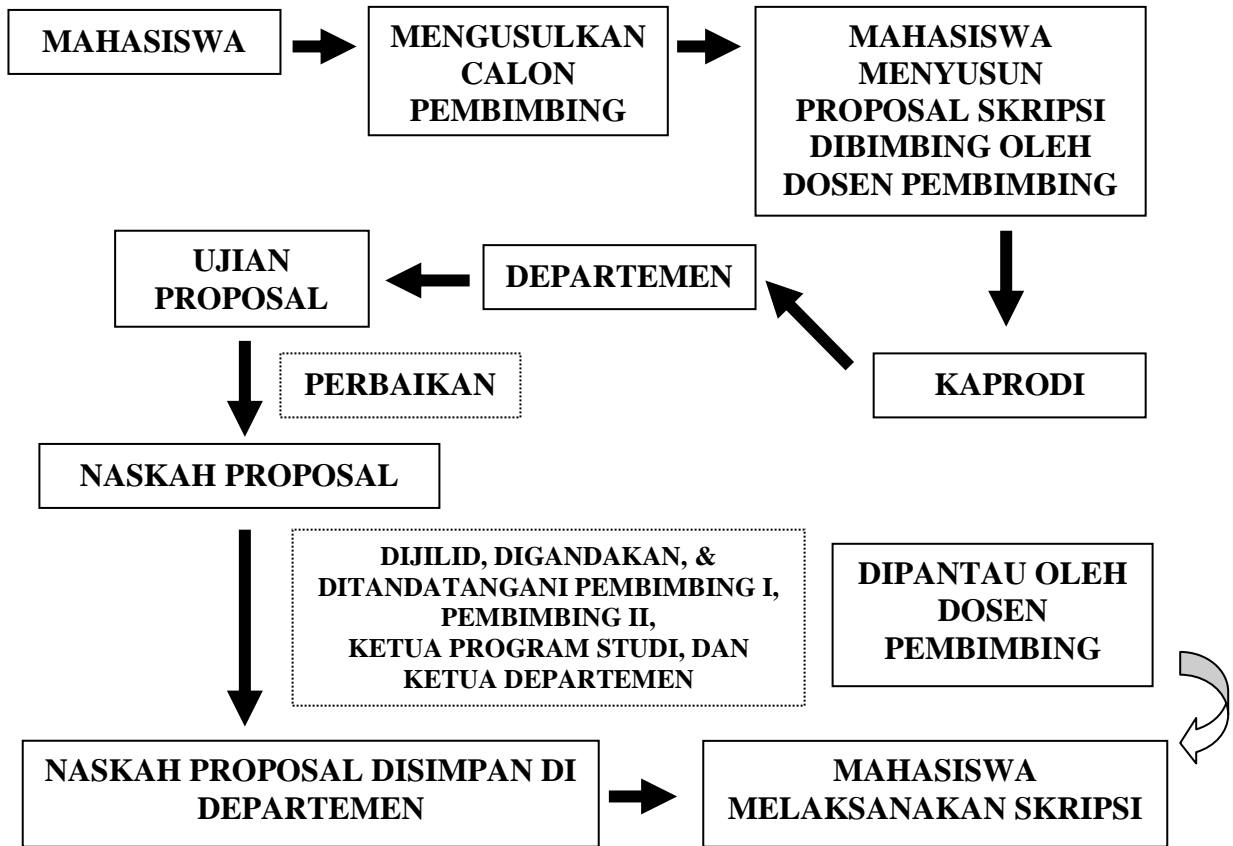 MAHASISWA
MENGUSULKAN
CALON
PEMBIMBING
MAHASISWA
MENYUSUN
PROPOSAL SKRIPSI
DIBIMBING OLEH
DOSEN PEMBIMBING
UJIAN
PROPOSAL
DEPARTEMEN
KAPRODI
PERBAIKAN
NASKAH PROPOSAL
DIJILID, DIGANDAKAN, &
DITANDATANGANI PEMBIMBING I,
PEMBIMBING II,
KETUA PROGRAM STUDI, DAN
KETUA DEPARTEMEN
DIPANTAU OLEH
DOSEN
PEMBIMBING
NASKAH PROPOSAL DISIMPAN DI
DEPARTEMEN
MAHASISWA
MELAKSANAKAN SKRIPSI